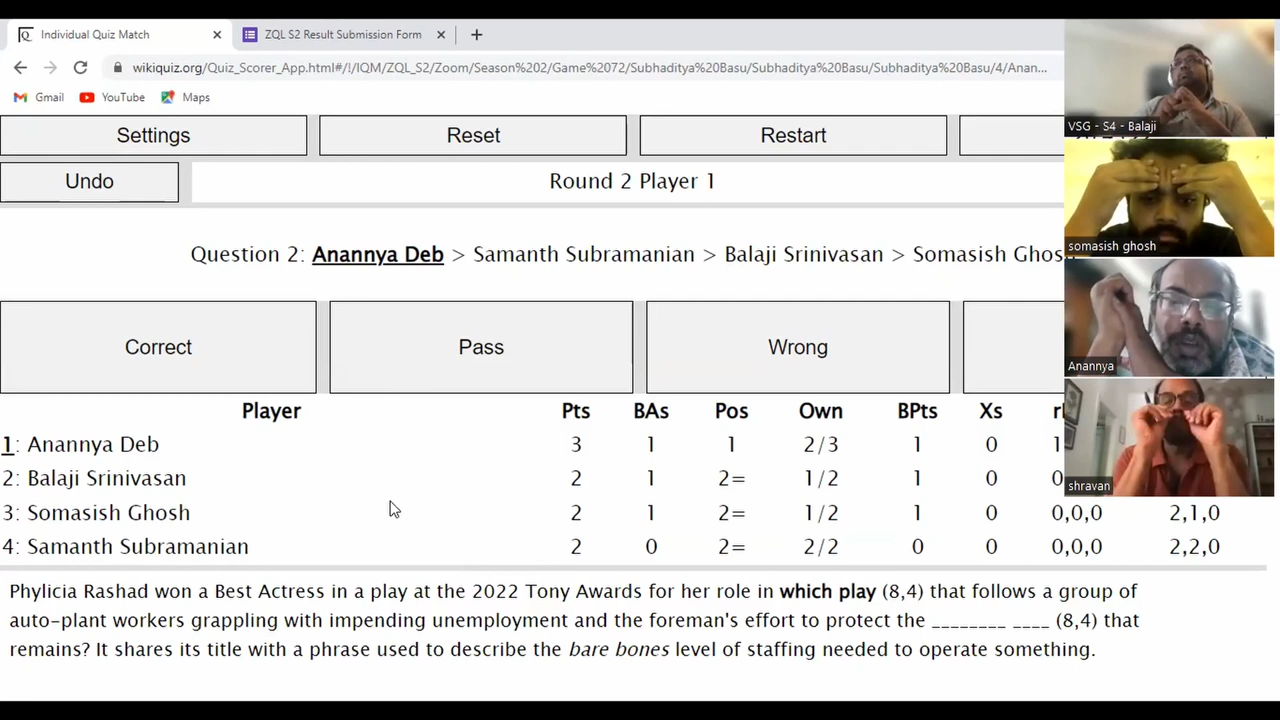 Individual Quiz Match
ZQL S2 Result Submission Form
wikiquiz.org/Quiz_Scorer_App.html#/I/IQM/ZQL_S2/Zoom/Season%202/Game%2072/Subhaditya%20Basu/Subhaditya%20Basu/Subhaditya%20Basu/4/Anan...
Gmail YouTube Maps
Settings Reset Restart
Undo Round 2 Player 1
Question 2: Anannya Deb > Samanth Subramanian > Balaji Srinivasan > Somasish Ghos
Correct Pass Wrong
Player Pts BAs Pos Own BPts Xs
1: Anannya Deb 3 1 1 2/3 1 0 1
2: Balaji Srinivasan 2 1 2= 1/2 1 0 0
3: Somasish Ghosh 2 1 2= 1/2 1 0 0,0,0 2,1,0
4: Samanth Subramanian 2 0 2= 2/2 0 0 0,0,0 2,2,0
Phylicia Rashad won a Best Actress in a play at the 2022 Tony Awards for her role in which play (8,4) that follows a group of
auto-plant workers grappling with impending unemployment and the foreman's effort to protect the ________ ____ (8,4) that
remains? It shares its title with a phrase used to describe the bare bones level of staffing needed to operate something.
VSG - S4 - Balaji
somasish ghosh
Anannya
shravan